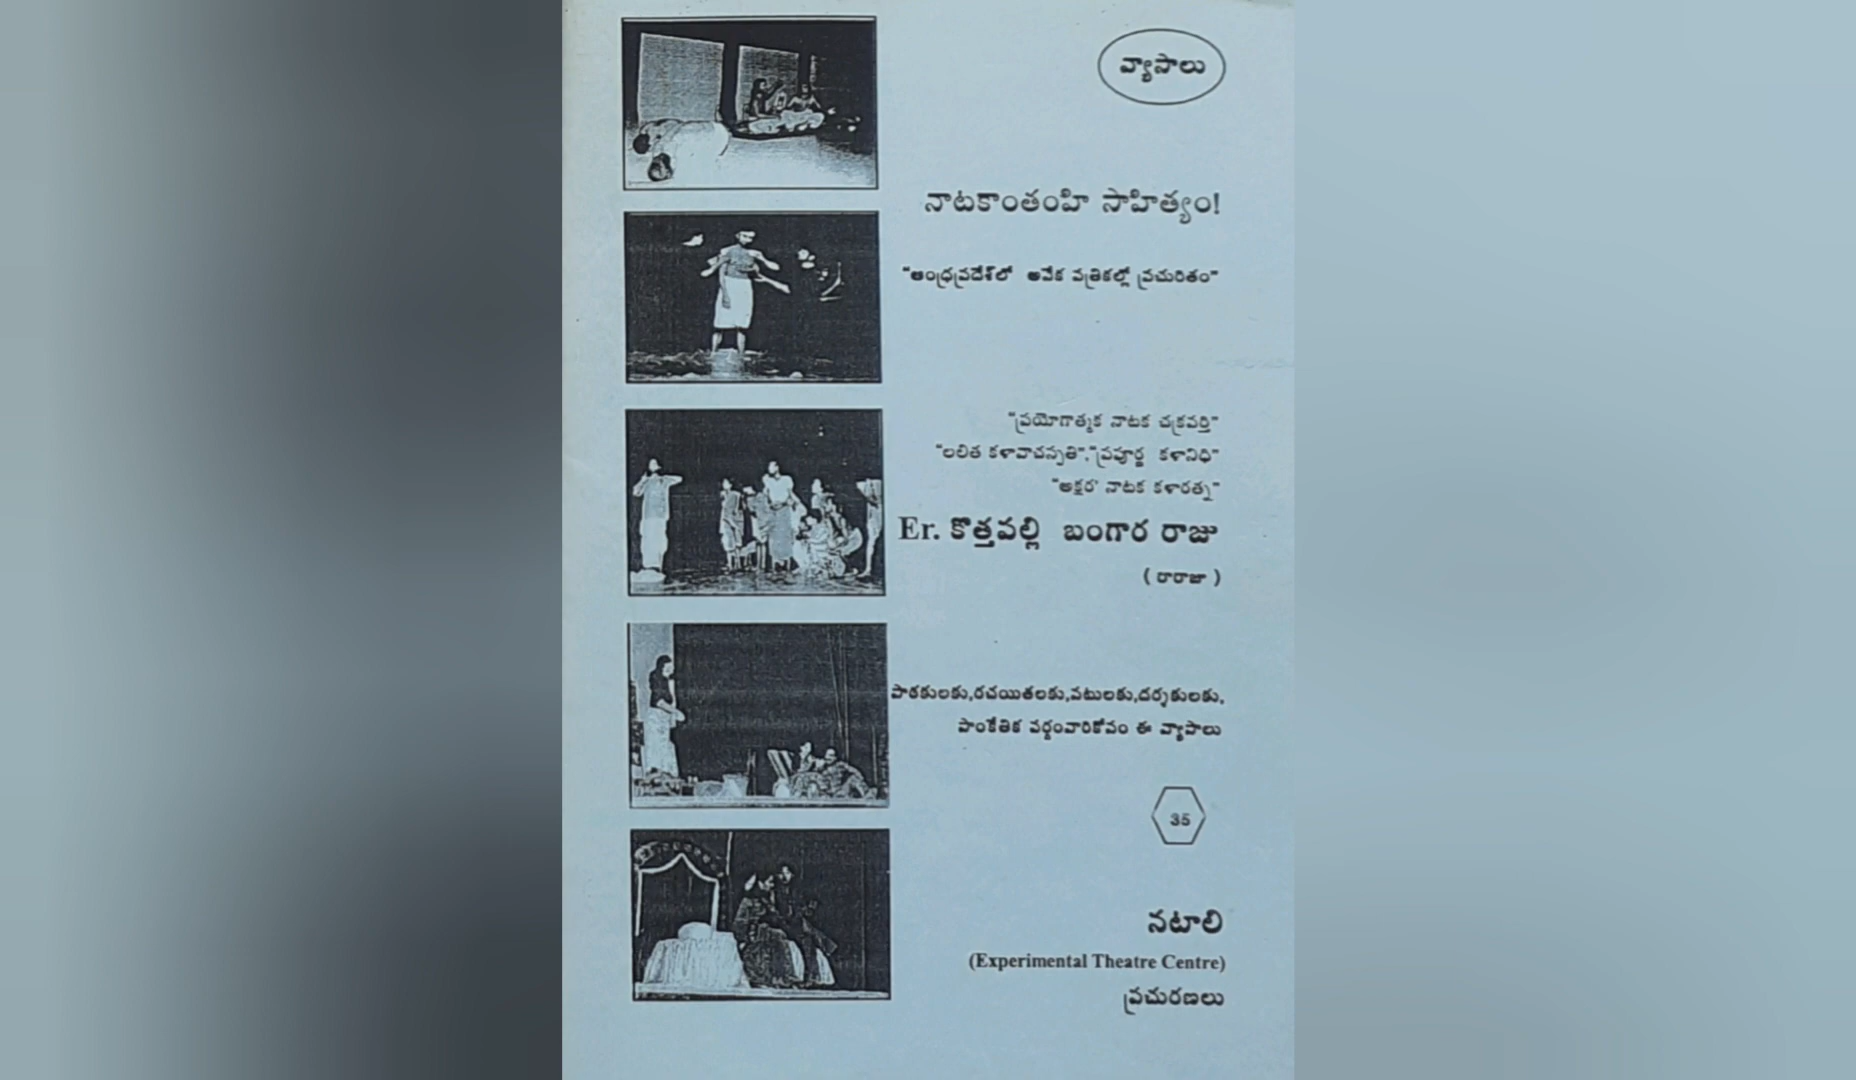 వ్యాసాలు
నాటకాంతంహి సాహిత్యం!
"ఆంధ్రప్రదేశ్‌లో అనేక పత్రికల్లో ప్రచురితం"
"ప్రయోగాత్మక నాటక చక్రవర్తి"
"లలిత కళావాచస్పతి","ప్రపూర్ణ కళానిధి"
"అక్షర' నాటక కళారత్న"
Er. కొత్తవల్లి బంగార రాజు
( రారాజు )
పాఠకులకు,రచయితలకు,నటులకు,దర్శకులకు,
సాంకేతిక వర్గంవారికోసం ఈ వ్యాసాలు
35
నటాలి
(Experimental Theatre Centre)
ప్రచురణలు